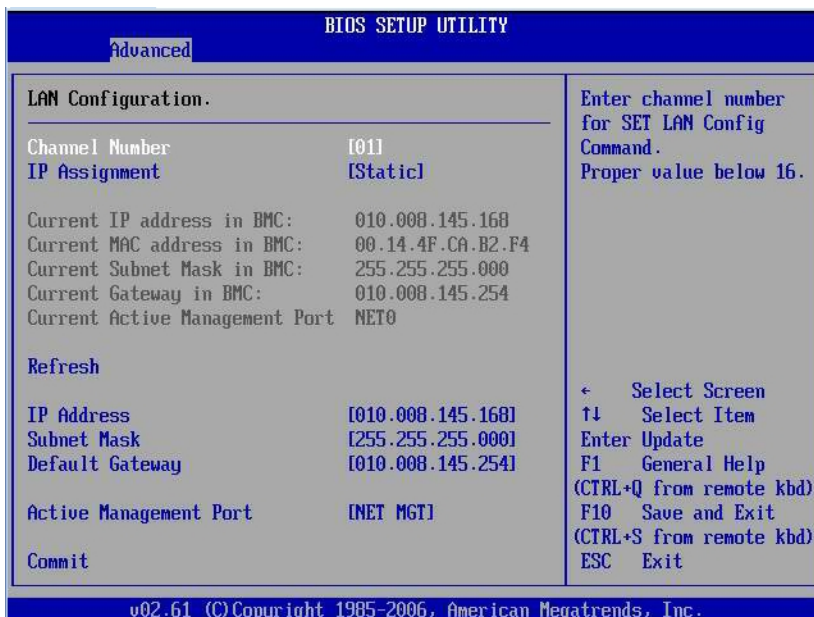 BIOS SETUP UTILITY
Advanced
LAN Configuration.
Channel Number [01]
IP Assignment [Static]
Current IP address in BMC: 010.008.145.168
Current MAC address in BMC: 00.14.4F.CA.B2.F4
Current Subnet Mask in BMC: 255.255.255.000
Current Gateway in BMC: 010.008.145.254
Current Active Management Port NET0
Refresh
IP Address [010.008.145.168]
Subnet Mask [255.255.255.000]
Default Gateway [010.008.145.254]
Active Management Port [NET MGT]
Commit
Enter channel number
for SET LAN Config
Command.
Proper value below 16.
← Select Screen
↑↓ Select Item
Enter Update
F1 General Help
(CTRL+Q from remote kbd)
F10 Save and Exit
(CTRL+S from remote kbd)
ESC Exit
v02.61 (C)Copyright 1985-2006, American Megatrends, Inc.